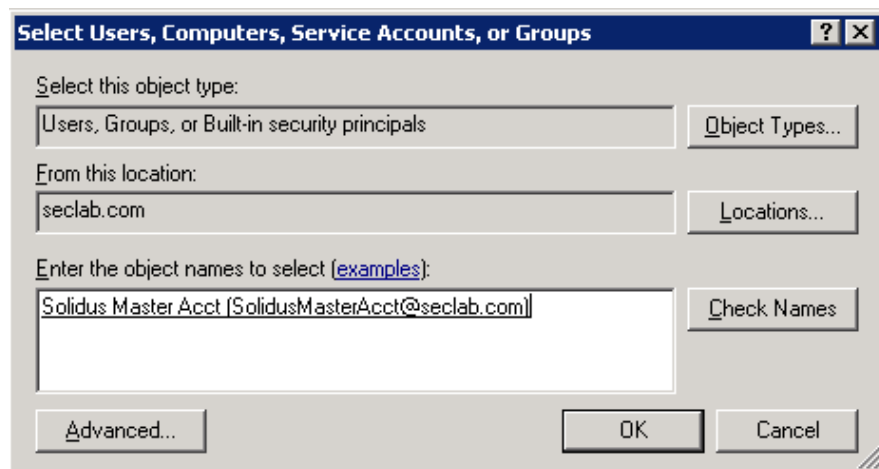 Select Users, Computers, Service Accounts, or Groups
Select this object type:
Users, Groups, or Built-in security principals
Object Types...
From this location:
seclab.com
Locations...
Enter the object names to select (examples):
Solidus Master Acct (SolidusMasterAcct@seclab.com)
Check Names
Advanced...
OK
Cancel